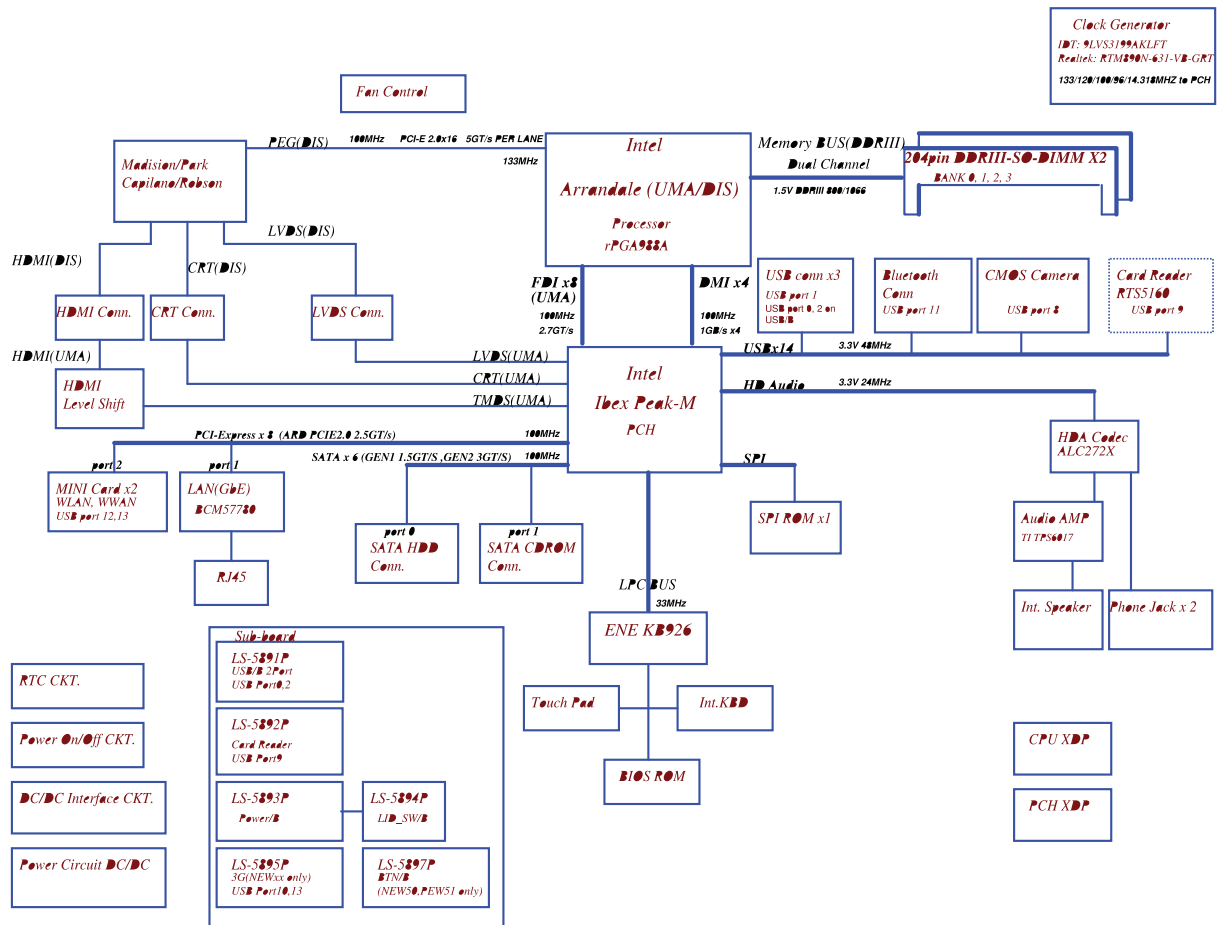 Clock Generator
IDT: 9LVS3199AKLFT
Realtek: RTM890N-631-VB-GRT
133/120/100/96/14.318MHZ to PCH
Fan Control
PEG(DIS)
100MHz
PCI-E 2.0x16 5GT/s PER LANE
133MHz
Madision/Park
Capilano/Robson
Intel
Arrandale (UMA/DIS)
Processor
rPGA988A
Memory BUS(DDRIII)
Dual Channel
1.5V DDRIII 800/1066
204pin DDRIII-SO-DIMM X2
BANK 0, 1, 2, 3
HDMI(DIS)
CRT(DIS)
LVDS(DIS)
HDMI Conn.
CRT Conn.
LVDS Conn.
FDI x8
(UMA)
100MHz
2.7GT/s
DMI x4
100MHz
1GB/s x4
USB conn x3
USB port 1
USB port 0, 2 on
USB/B
Bluetooth
Conn
USB port 11
CMOS Camera
USB port 8
Card Reader
RTS5160
USB port 9
USBx14
3.3V 48MHz
HDMI(UMA)
HDMI
Level Shift
LVDS(UMA)
CRT(UMA)
TMDS(UMA)
Intel
Ibex Peak-M
PCH
HD Audio
3.3V 24MHz
PCI-Express x 8 (ARD PCIE2.0 2.5GT/s)
100MHz
SATA x 6 (GEN1 1.5GT/S ,GEN2 3GT/S)
100MHz
SPI
port 2
MINI Card x2
WLAN, WWAN
USB port 12,13
port 1
LAN(GbE)
BCM57780
RJ45
port 0
SATA HDD
Conn.
port 1
SATA CDROM
Conn.
SPI ROM x1
HDA Codec
ALC272X
Audio AMP
TI TPS6017
Int. Speaker
Phone Jack x 2
LPC BUS
33MHz
ENE KB926
Touch Pad
Int.KBD
BIOS ROM
Sub-board
LS-5891P
USB/B 2Port
USB Port0,2
LS-5892P
Card Reader
USB Port9
LS-5893P
Power/B
LS-5894P
LID_SW/B
LS-5895P
3G(NEWxx only)
USB Port10,13
LS-5897P
BTN/B
(NEW50,PEW51 only)
RTC CKT.
Power On/Off CKT.
DC/DC Interface CKT.
Power Circuit DC/DC
CPU XDP
PCH XDP